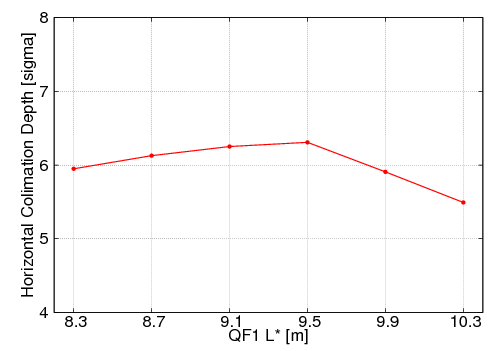 8
7
6
5
4
Horizontal Colimation Depth [sigma]
8.3 8.7 9.1 9.5 9.9 10.3
QF1 L* [m]